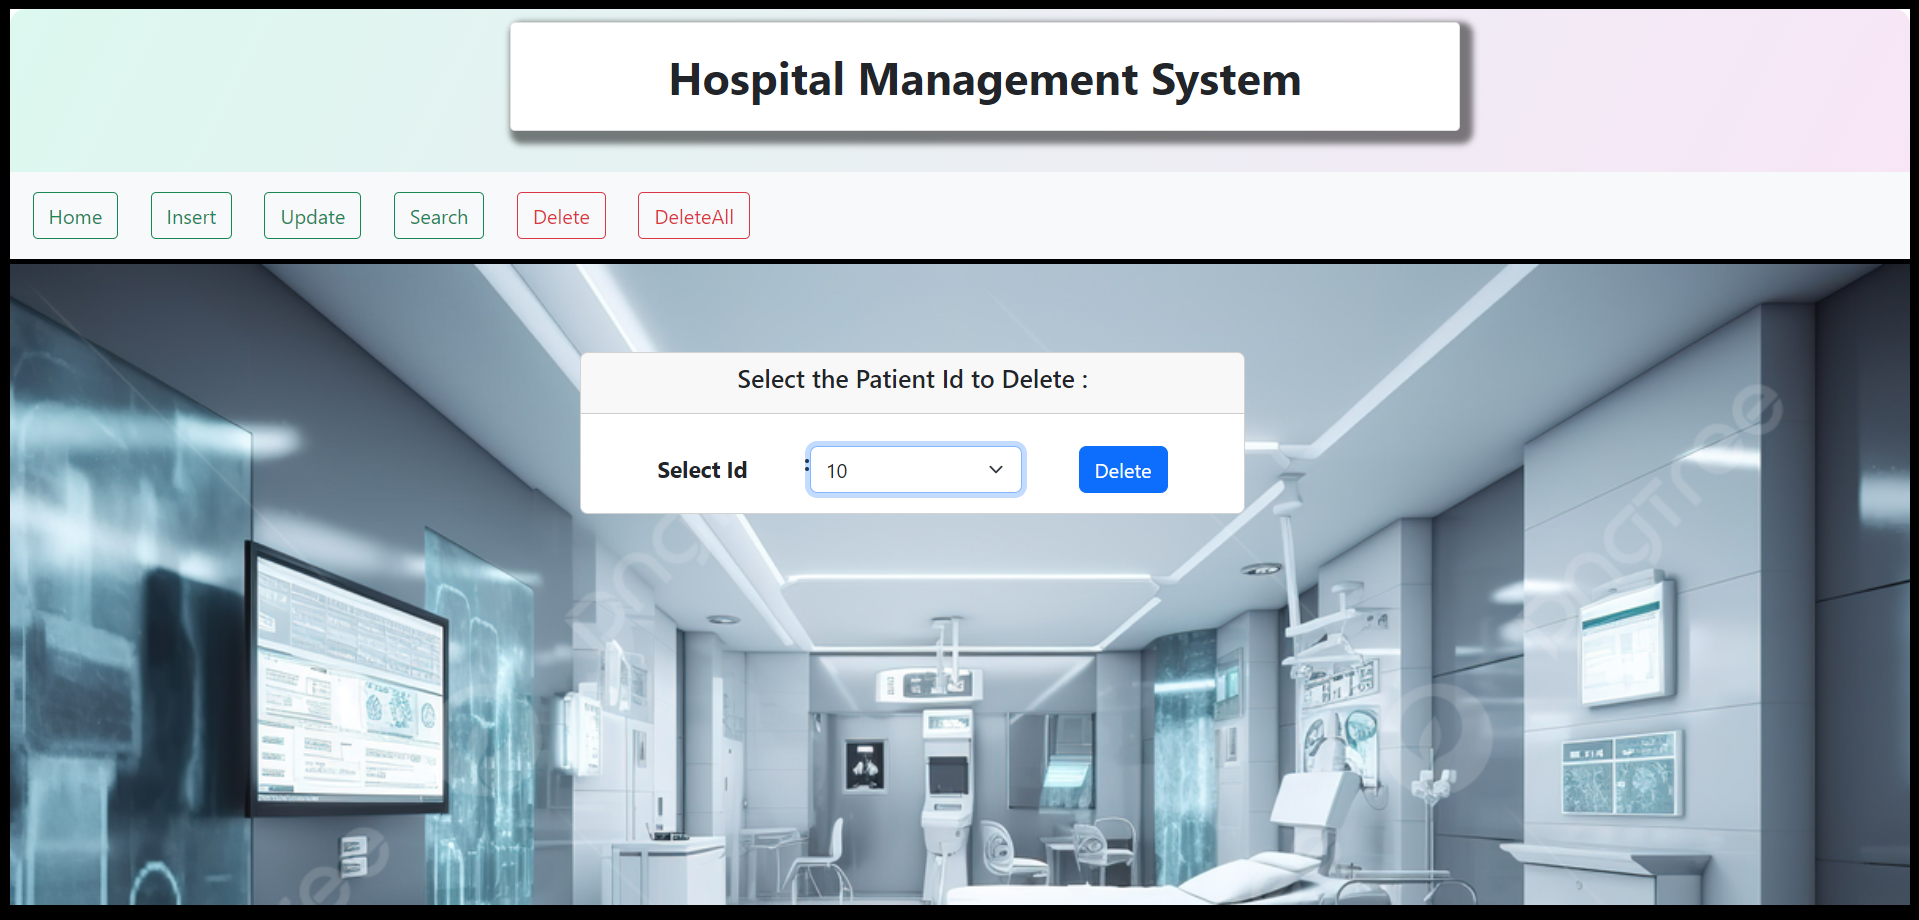 Hospital Management System
Home Insert Update Search Delete DeleteAll
Select the Patient Id to Delete :
Select Id : 10 Delete
pngtree